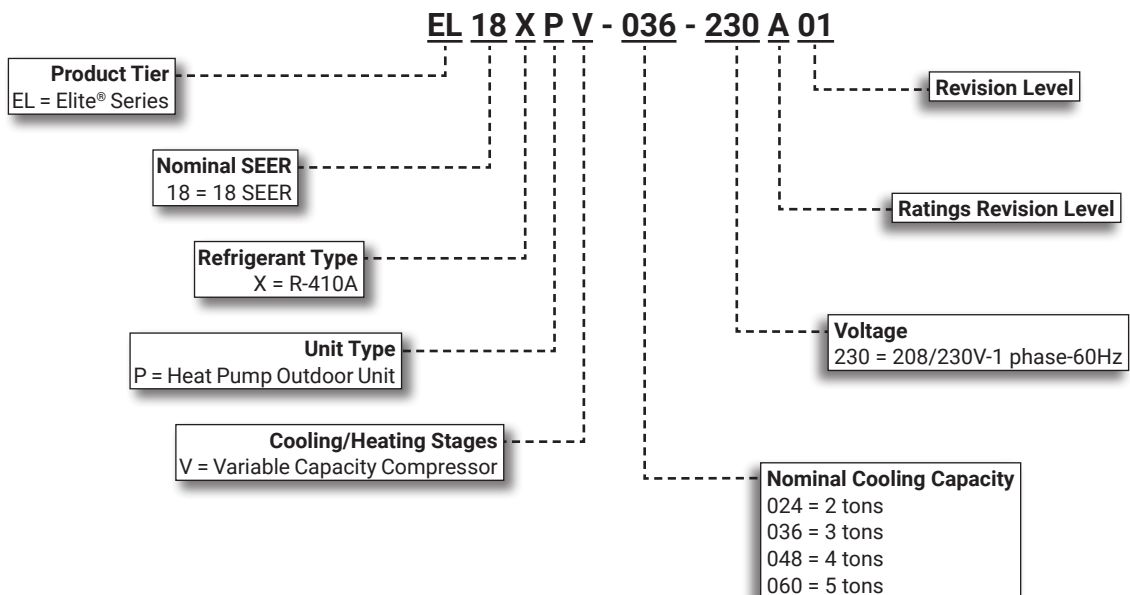 EL 18 X P V - 036 - 230 A 01
Product Tier
EL = Elite® Series
Revision Level
Nominal SEER
18 = 18 SEER
Ratings Revision Level
Refrigerant Type
X = R-410A
Unit Type
P = Heat Pump Outdoor Unit
Voltage
230 = 208/230V-1 phase-60Hz
Cooling/Heating Stages
V = Variable Capacity Compressor
Nominal Cooling Capacity
024 = 2 tons
036 = 3 tons
048 = 4 tons
060 = 5 tons